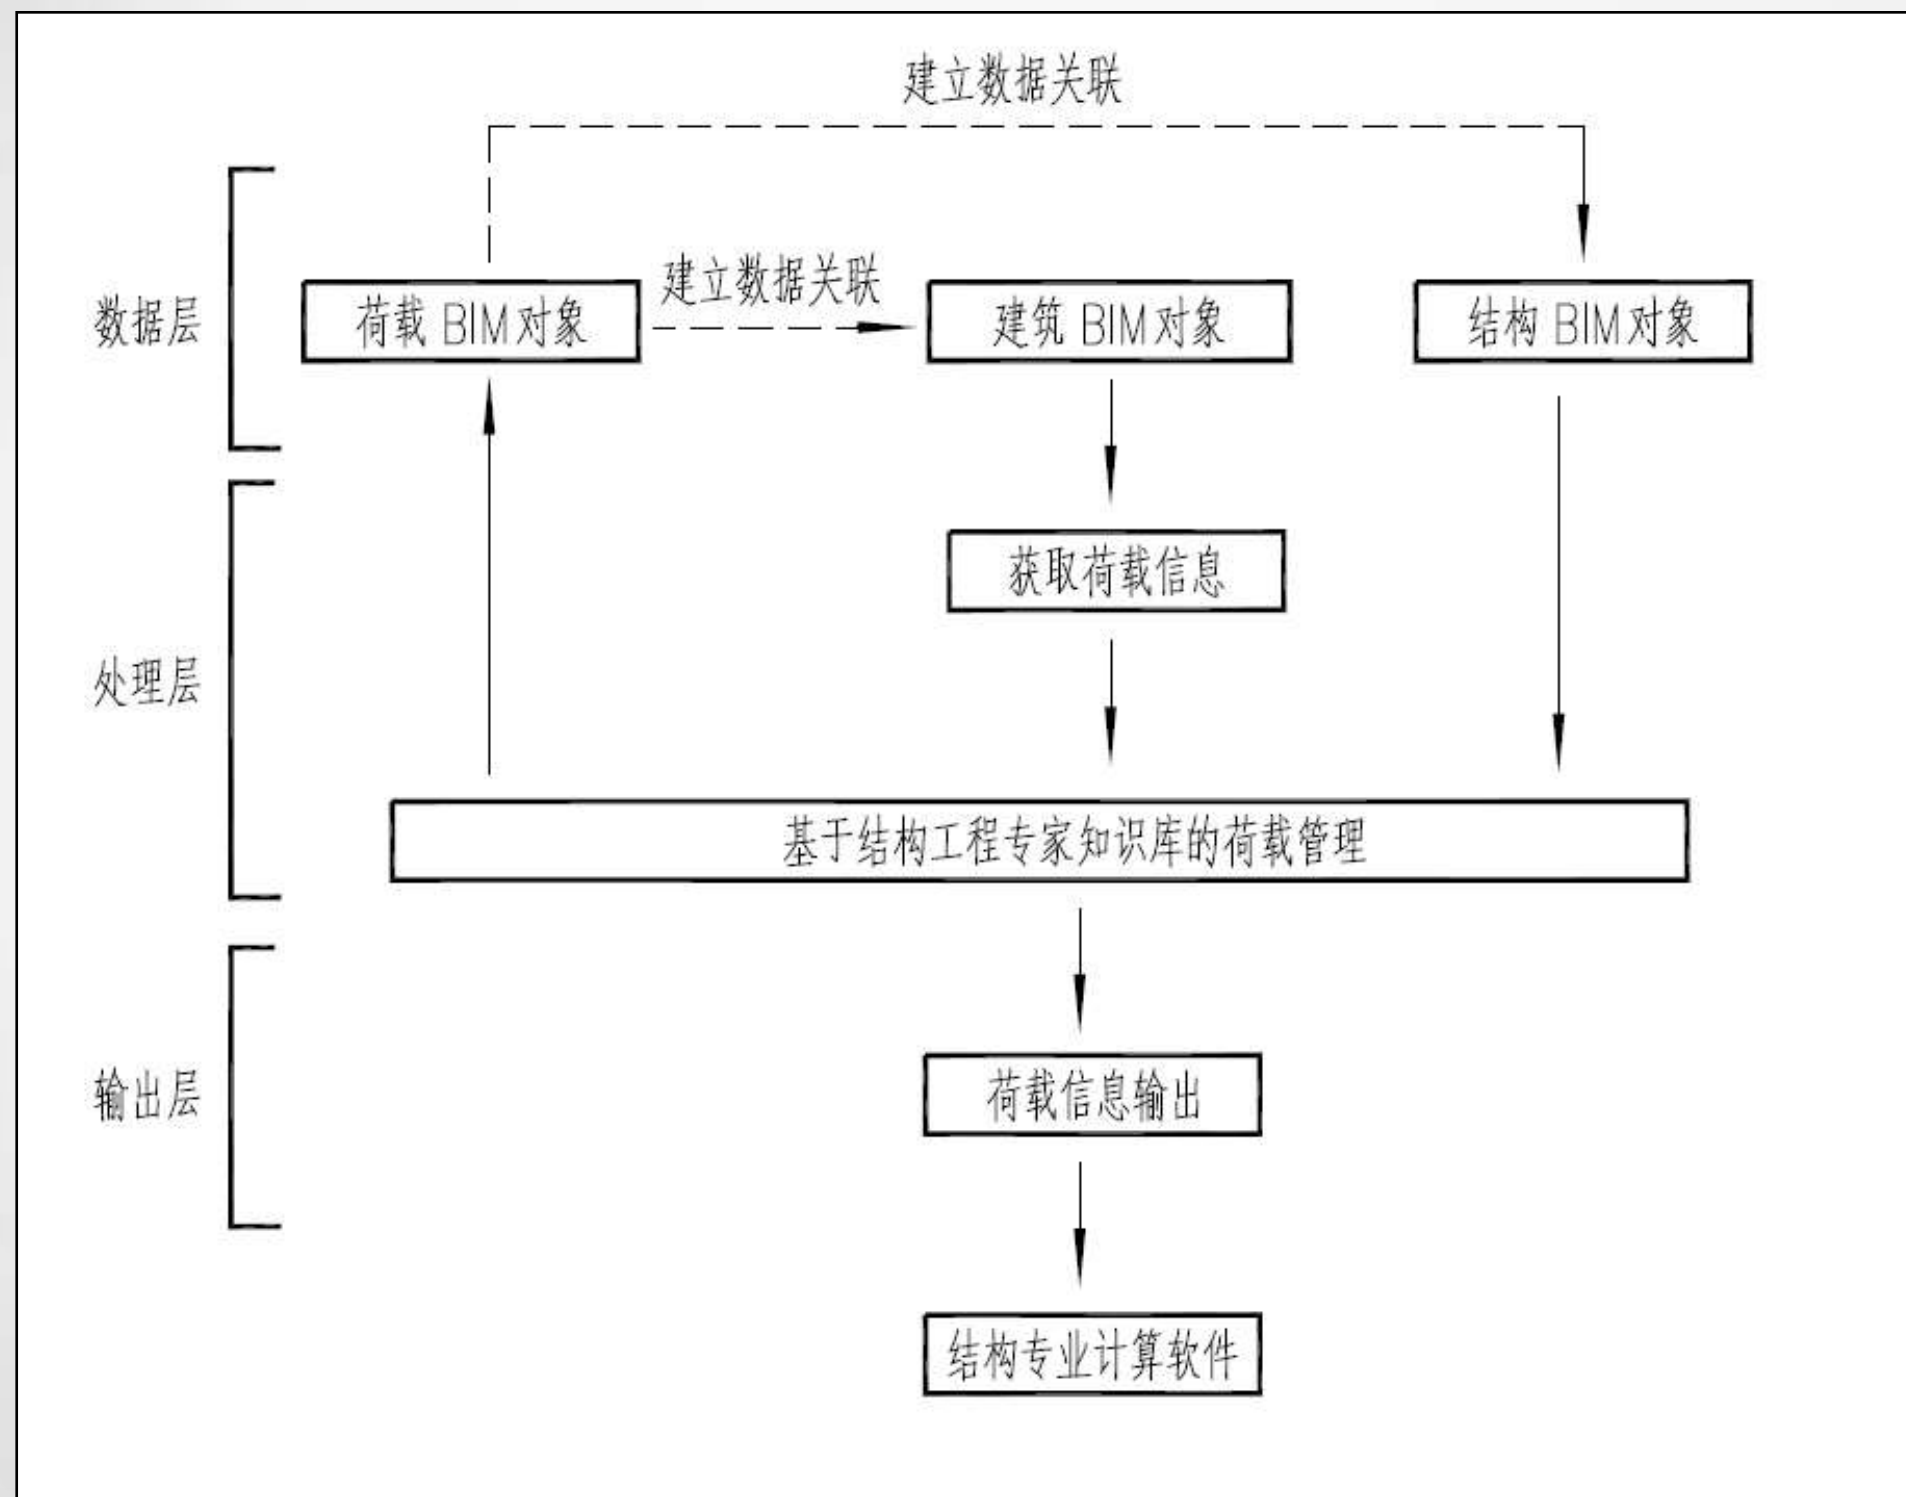 建立数据关联
建立数据关联
数据层
荷载 BIM对象
建筑 BIM对象
结构 BIM对象
获取荷载信息
处理层
基于结构工程专家知识库的荷载管理
输出层
荷载信息输出
结构专业计算软件